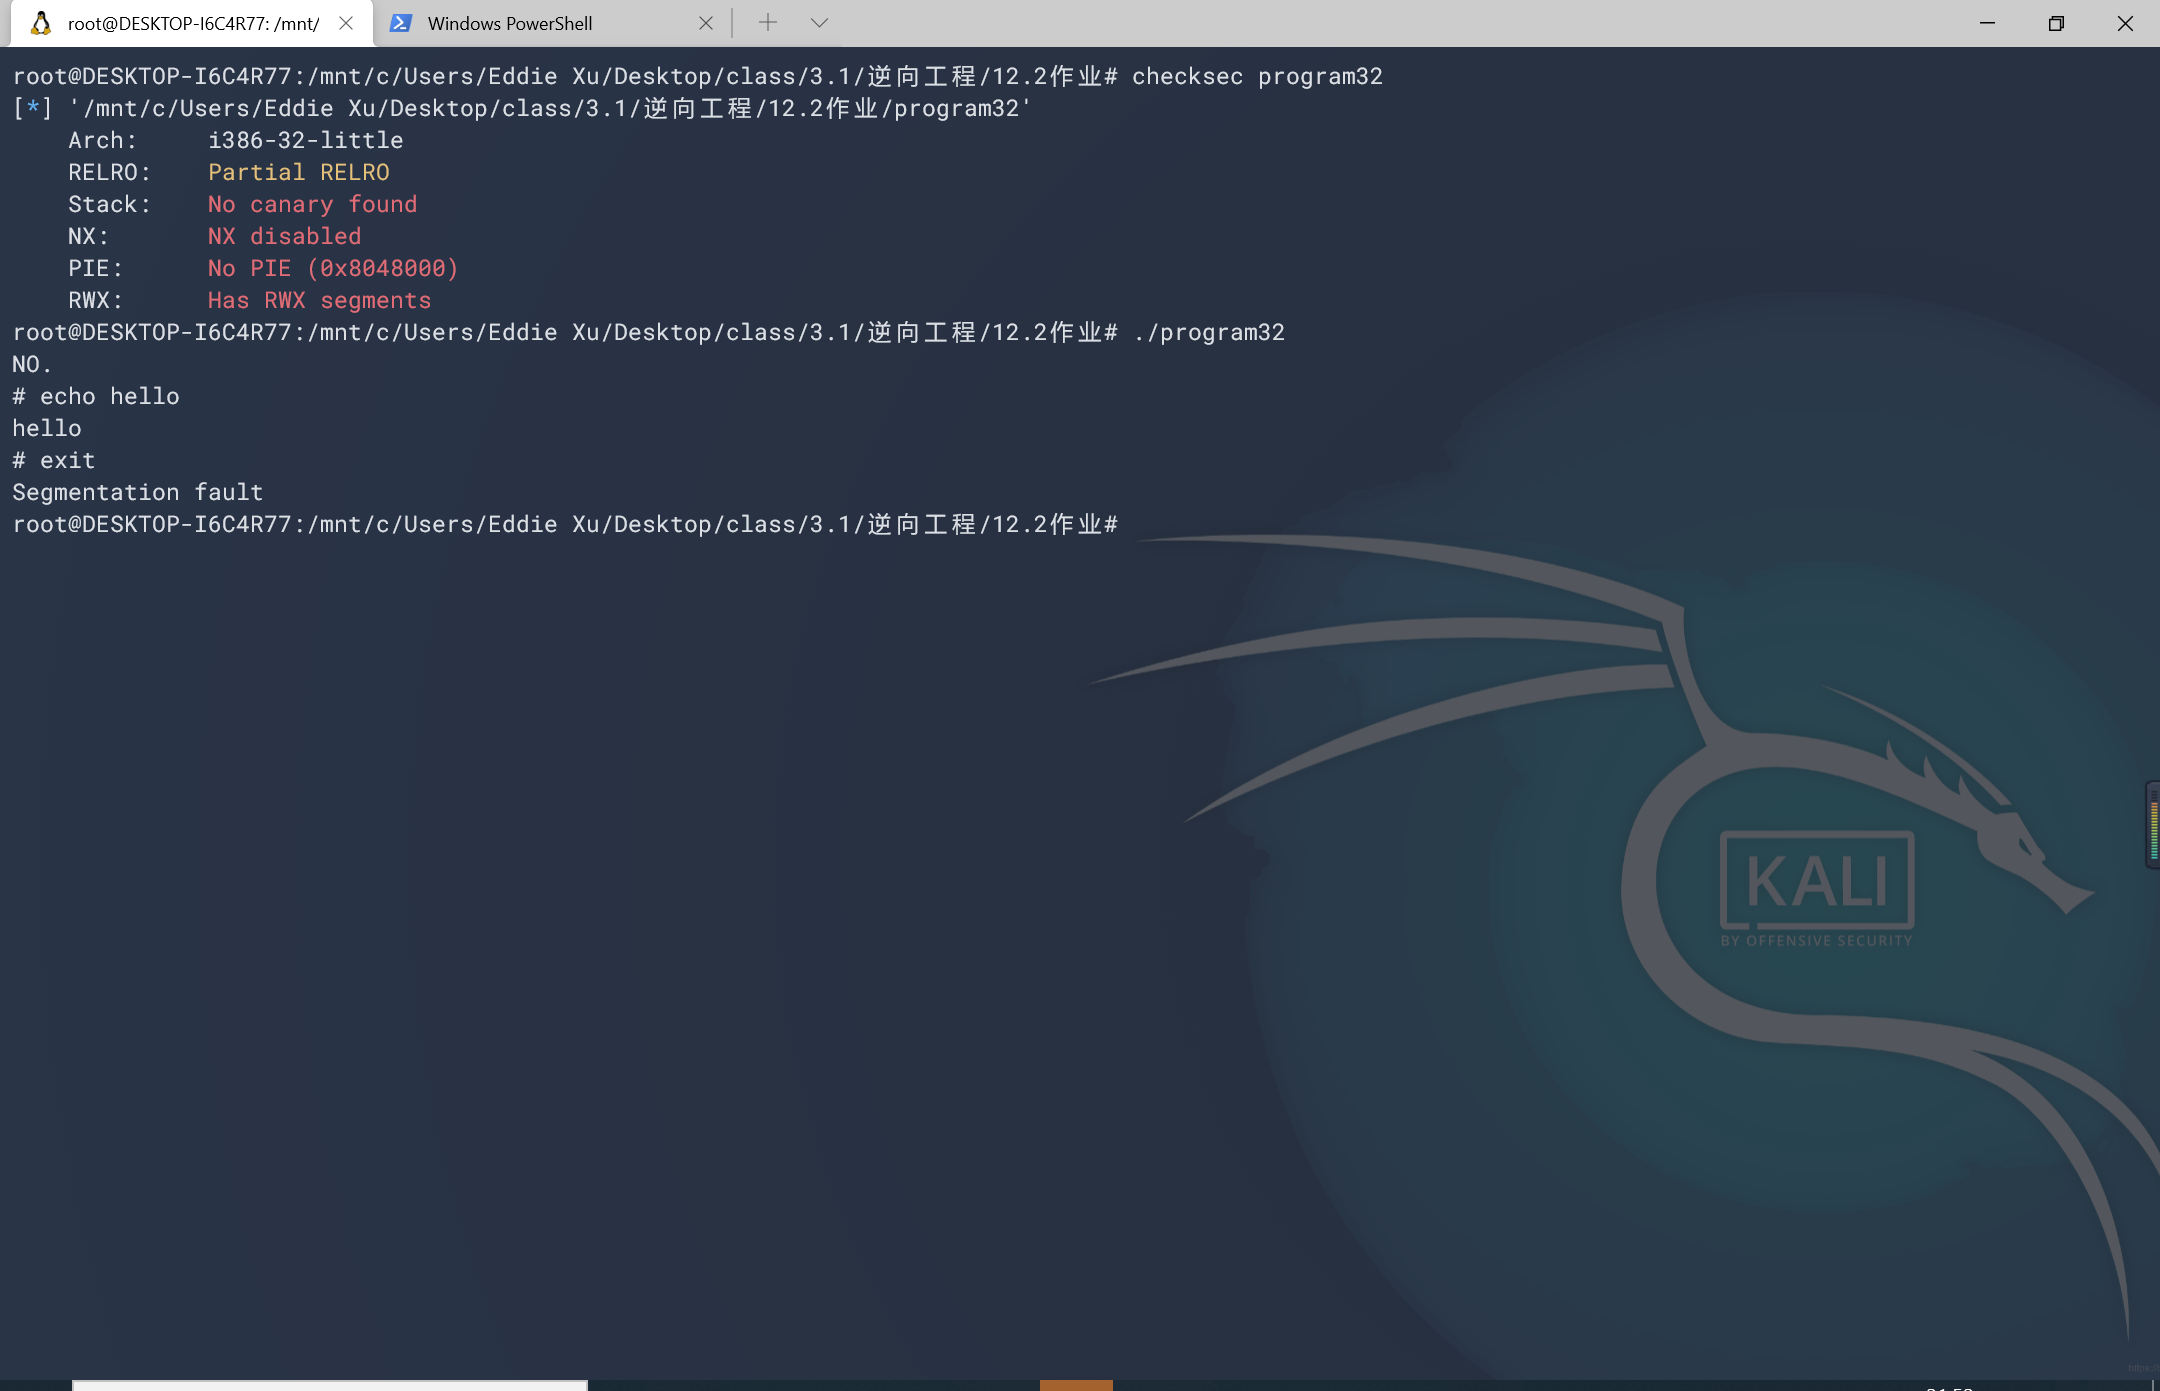 root@DESKTOP-I6C4R77: /mnt/
Windows PowerShell
root@DESKTOP-I6C4R77:/mnt/c/Users/Eddie Xu/Desktop/class/3.1/逆向工程/12.2作业# checksec program32
[*] '/mnt/c/Users/Eddie Xu/Desktop/class/3.1/逆向工程/12.2作业/program32'
Arch: i386-32-little
RELRO: Partial RELRO
Stack: No canary found
NX: NX disabled
PIE: No PIE (0x8048000)
RWX: Has RWX segments
root@DESKTOP-I6C4R77:/mnt/c/Users/Eddie Xu/Desktop/class/3.1/逆向工程/12.2作业# ./program32
NO.
# echo hello
hello
# exit
Segmentation fault
root@DESKTOP-I6C4R77:/mnt/c/Users/Eddie Xu/Desktop/class/3.1/逆向工程/12.2作业#
KALI
BY OFFENSIVE SECURITY